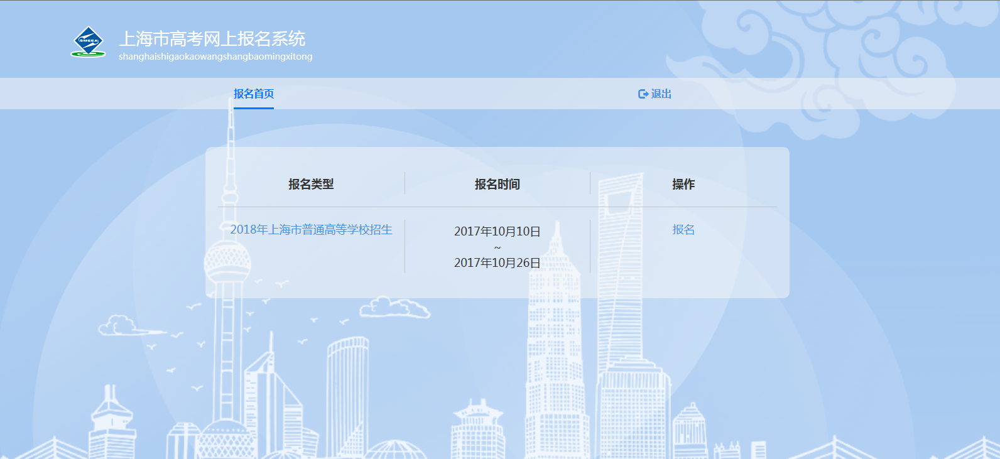 SMEEA
上海市高考网上报名系统
shanghaishigaokaowangshangbaomingxitong
报名首页
退出
报名类型
报名时间
操作
2018年上海市普通高等学校招生
2017年10月10日
~
2017年10月26日
报名